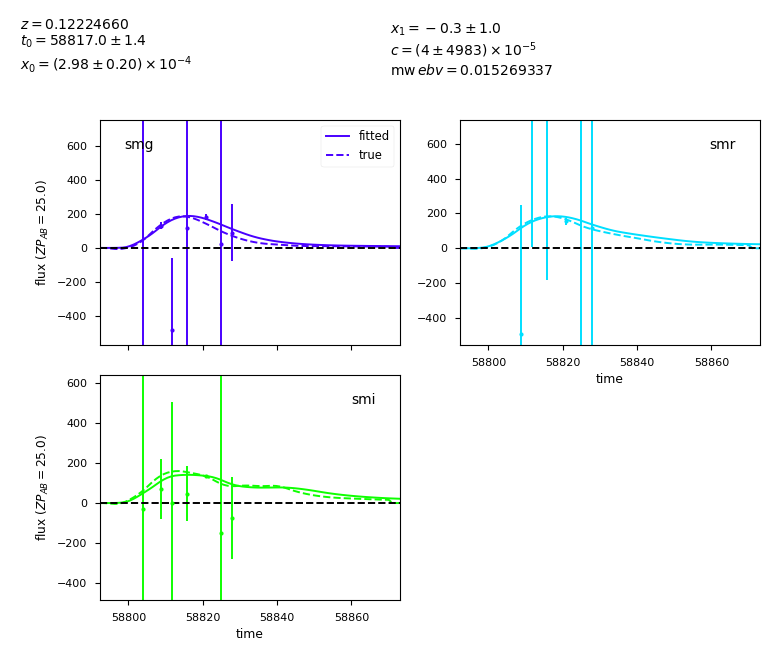 z = 0.12224660
t₀ = 58817.0 ± 1.4
x₀ = (2.98 ± 0.20) × 10⁻⁴
x₁ = −0.3 ± 1.0
c = (4 ± 4983) × 10⁻⁵
mw ebv = 0.015269337
smg
fitted
true
600
400
200
0
−200
−400
flux (ZP_AB = 25.0)
smr
600
400
200
0
−200
−400
58800 58820 58840 58860
time
smi
600
400
200
0
−200
−400
flux (ZP_AB = 25.0)
58800 58820 58840 58860
time